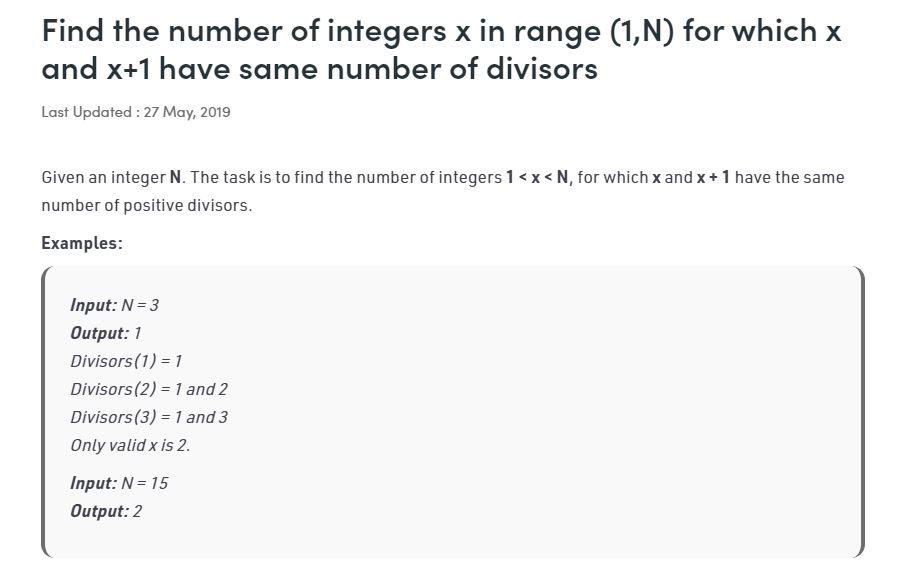 Find the number of integers x in range (1,N) for which x
and x+1 have same number of divisors
Last Updated : 27 May, 2019
Given an integer N. The task is to find the number of integers 1 < x < N, for which x and x + 1 have the same
number of positive divisors.
Examples:
Input: N = 3
Output: 1
Divisors(1) = 1
Divisors(2) = 1 and 2
Divisors(3) = 1 and 3
Only valid x is 2.
Input: N = 15
Output: 2